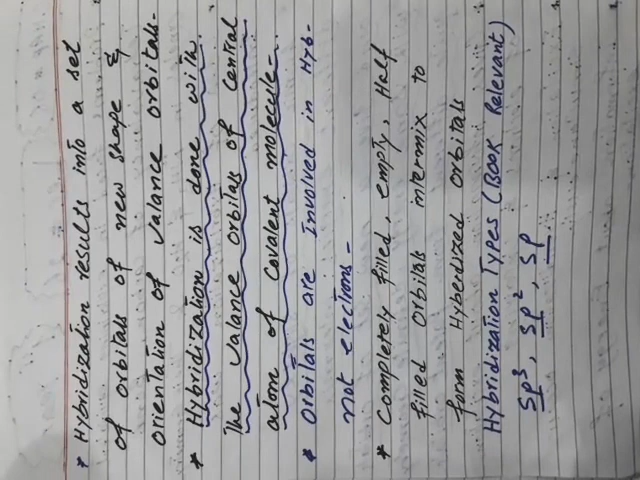 * Hybridization results into a set
of orbitals of new shape &
orientation of valance orbitals.
* Hybridization is done with
The valance orbitals of central
atom of covalent molecule-
* Orbitals are involved in Hyb-
not elections-
* Completely filled, empty, Half
filled orbitals intermix to
form Hyberdized orbitals
Hybridization Types (Book Relevant)
sp³, sp², sp